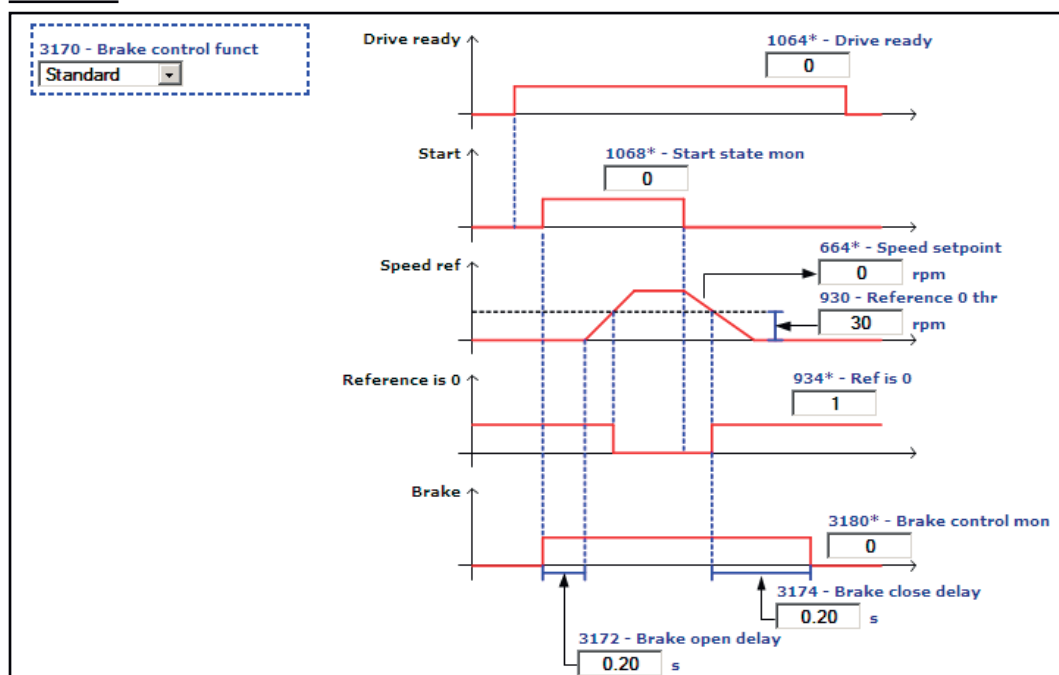 3170 - Brake control funct
Standard
Drive ready
1064* - Drive ready
0
Start
1068* - Start state mon
0
Speed ref
664* - Speed setpoint
0 rpm
930 - Reference 0 thr
30 rpm
Reference is 0
934* - Ref is 0
1
Brake
3180* - Brake control mon
0
3174 - Brake close delay
0.20 s
3172 - Brake open delay
0.20 s